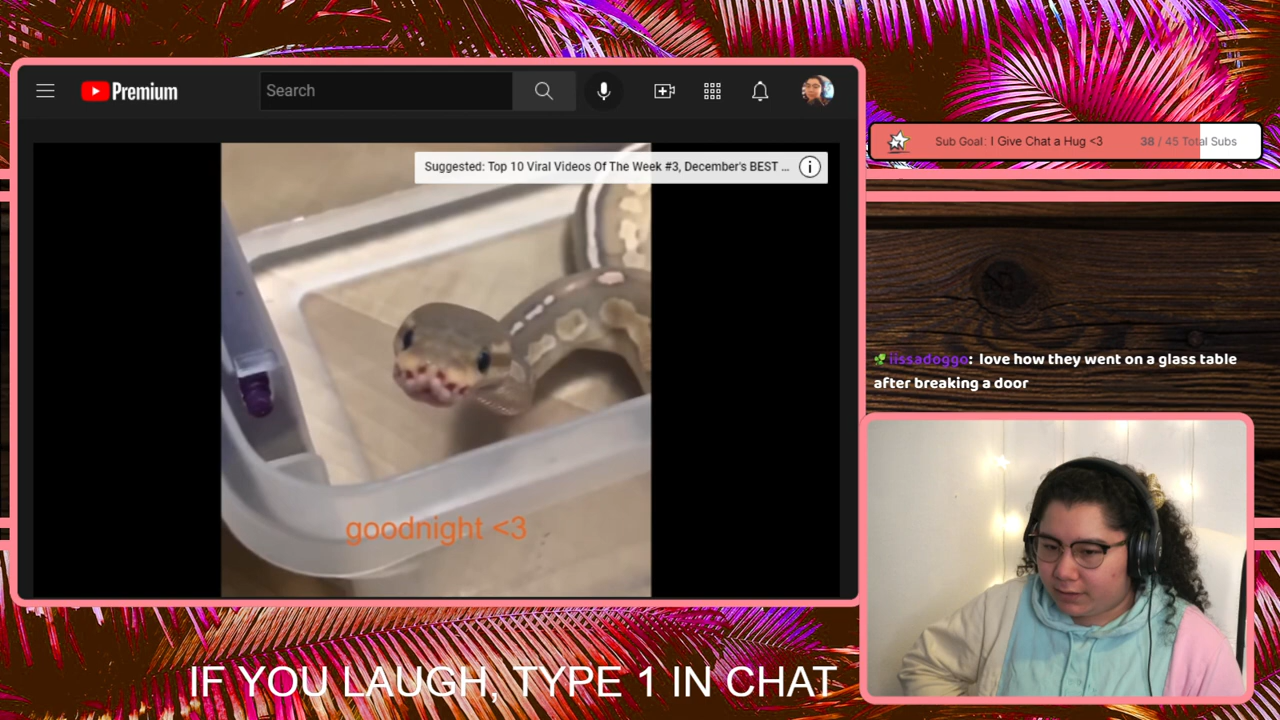 Premium
Search
Suggested: Top 10 Viral Videos Of The Week #3, December's BEST ...
Sub Goal: I Give Chat a Hug <3
38 / 45 Total Subs
iissadoggo: love how they went on a glass table
after breaking a door
goodnight <3
IF YOU LAUGH, TYPE 1 IN CHAT